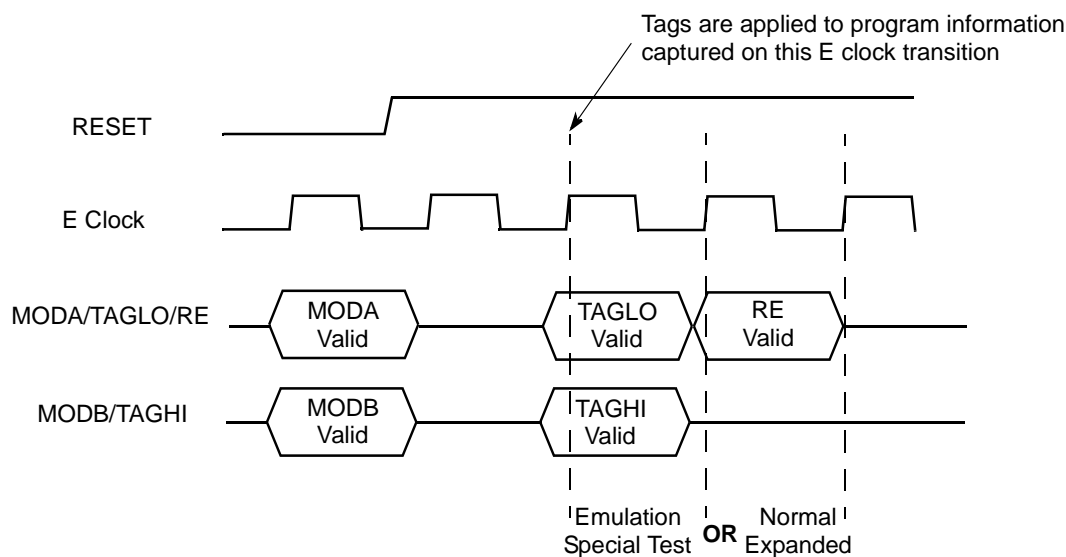 Tags are applied to program information
captured on this E clock transition
RESET
E Clock
MODA/TAGLO/RE
MODA
Valid
TAGLO
Valid
RE
Valid
MODB/TAGHI
MODB
Valid
TAGHI
Valid
Emulation
Special Test
OR
Normal
Expanded